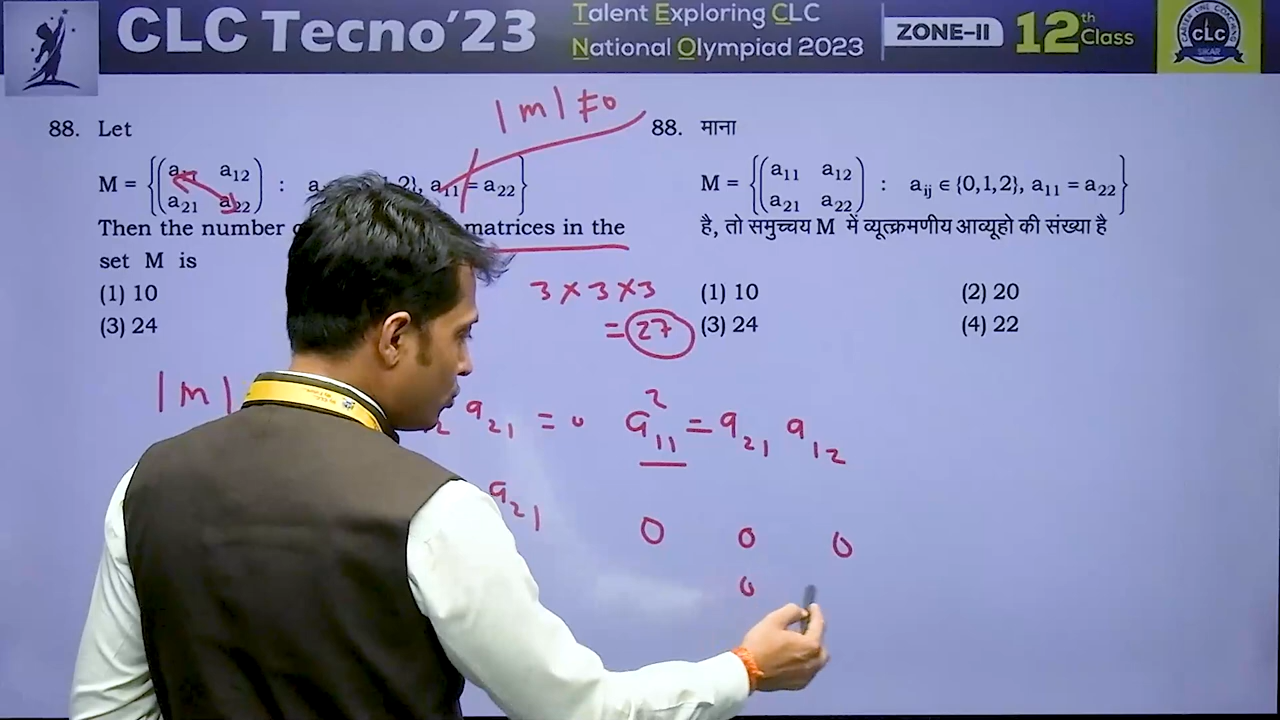 CLC Tecno'23
Talent Exploring CLC
National Olympiad 2023
ZONE-II
12th Class
CLC
SIKAR
|m| ≠ 0
88. Let
M = {(a12 a21 a22) : 2}, a11 = a22}
Then the number matrices in the
set M is
(1) 10
(3) 24
88. माना
M = {(a11 a12 a21 a22) : aij ∈ {0,1,2}, a11 = a22}
है, तो समुच्चय M में व्युत्क्रमणीय आव्यूहो की संख्या है
(1) 10 (2) 20
(3) 24 (4) 22
3 × 3 × 3
= 27
|m|
a21 = 0 a11² = a21 a12
a21
0 0 0
0